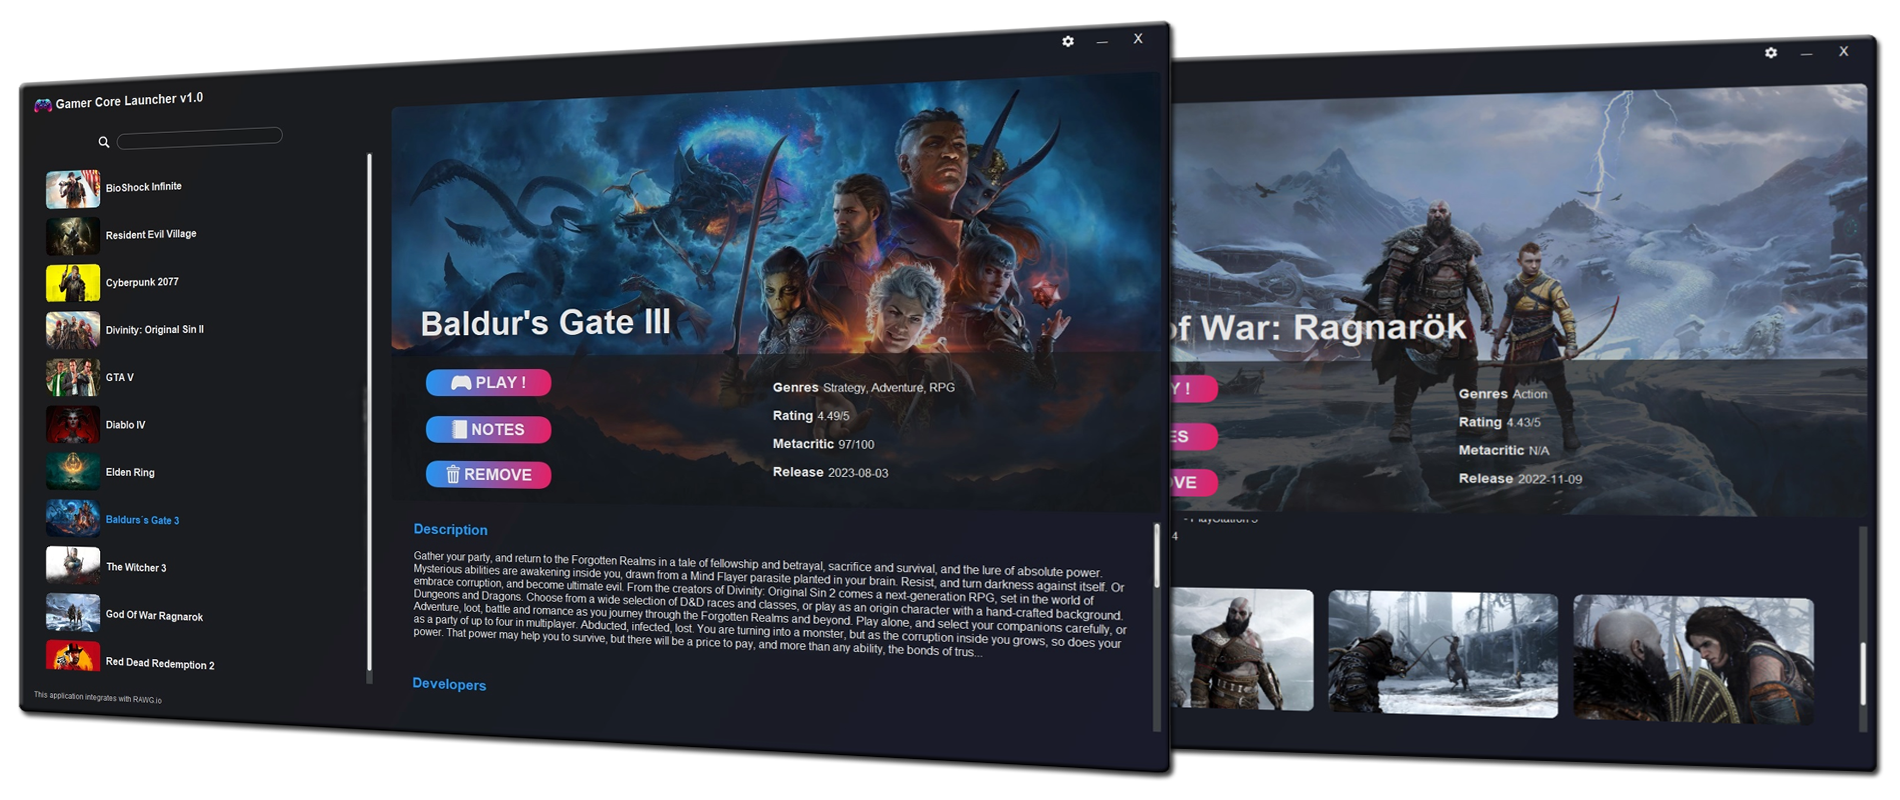 Gamer Core Launcher v1.0
BioShock Infinite
Resident Evil Village
Cyberpunk 2077
Divinity: Original Sin II
GTA V
Diablo IV
Elden Ring
Baldurs`s Gate 3
The Witcher 3
God Of War Ragnarok
Red Dead Redemption 2
This application integrates with RAWG.io
X
Baldur's Gate III
PLAY !
NOTES
REMOVE
Genres Strategy, Adventure, RPG
Rating 4.49/5
Metacritic 97/100
Release 2023-08-03
Description
Gather your party, and return to the Forgotten Realms in a tale of fellowship and betrayal, sacrifice and survival, and the lure of absolute power.
Mysterious abilities are awakening inside you, drawn from a Mind Flayer parasite planted in your brain. Resist, and turn darkness against itself. Or
embrace corruption, and become ultimate evil. From the creators of Divinity: Original Sin 2 comes a next-generation RPG, set in the world of
Dungeons and Dragons. Choose from a wide selection of D&D races and classes, or play as an origin character with a hand-crafted background.
Adventure, loot, battle and romance as you journey through the Forgotten Realms and beyond. Play alone, and select your companions carefully, or
as a party of up to four in multiplayer. Abducted, infected, lost. You are turning into a monster, but as the corruption inside you grows, so does your
power. That power may help you to survive, but there will be a price to pay, and more than any ability, the bonds of trus...
Developers
X
of War: Ragnarök
Y !
ES
OVE
Genres Action
Rating 4.43/5
Metacritic N/A
Release 2022-11-09
4